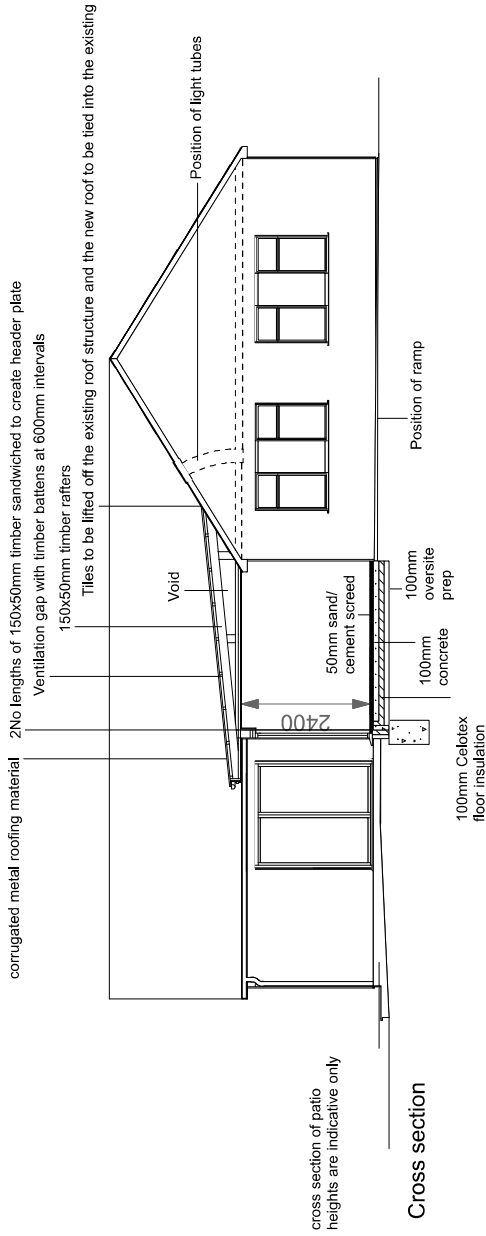 corrugated metal roofing material
2No lengths of 150x50mm timber sandwiched to create header plate
Ventilation gap with timber battens at 600mm intervals
150x50mm timber rafters
Tiles to be lifted off the existing roof structure and the new roof to be tied into the existing
Position of light tubes
Void
2400
50mm sand/
cement screed
100mm
oversite
prep
100mm
concrete
Position of ramp
100mm Celotex
floor insulation
cross section of patio
heights are indicative only
Cross section